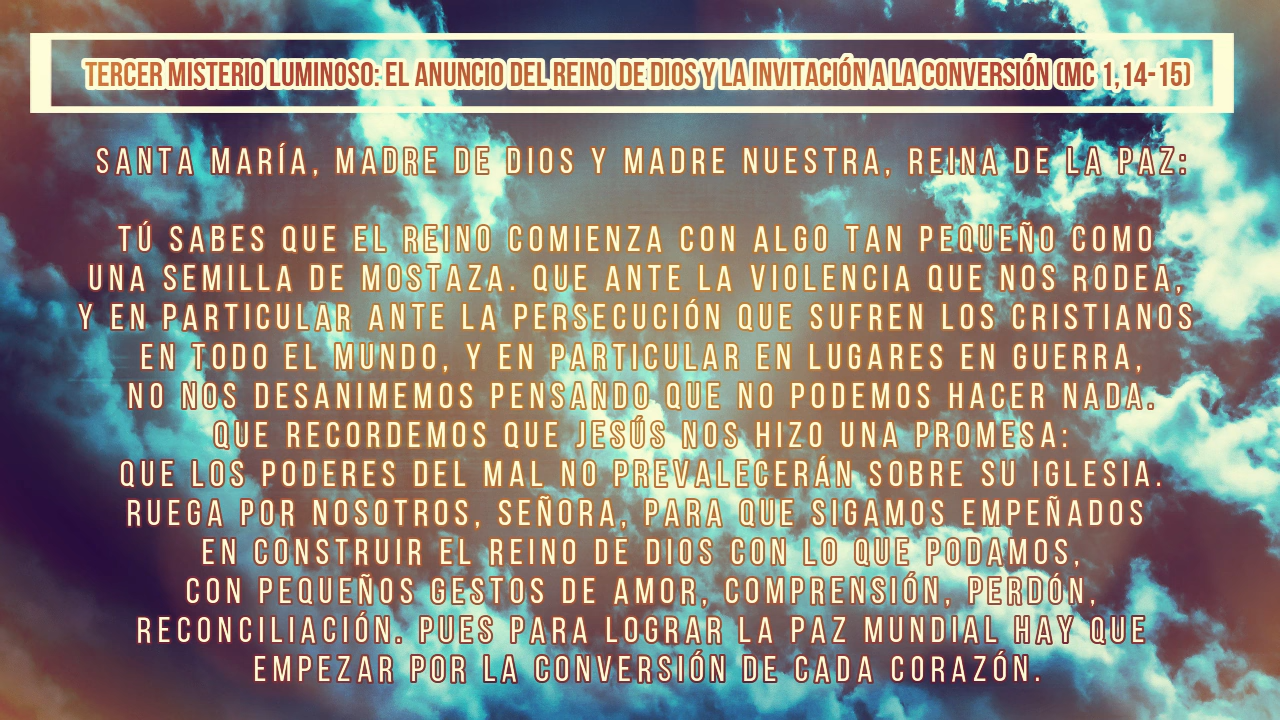 TERCER MISTERIO LUMINOSO: EL ANUNCIO DEL REINO DE DIOS Y LA INVITACIÓN A LA CONVERSIÓN (MC 1,14-15)
SANTA MARÍA, MADRE DE DIOS Y MADRE NUESTRA, REINA DE LA PAZ:
TÚ SABES QUE EL REINO COMIENZA CON ALGO TAN PEQUEÑO COMO
UNA SEMILLA DE MOSTAZA. QUE ANTE LA VIOLENCIA QUE NOS RODEA,
Y EN PARTICULAR ANTE LA PERSECUCIÓN QUE SUFREN LOS CRISTIANOS
EN TODO EL MUNDO, Y EN PARTICULAR EN LUGARES EN GUERRA,
NO NOS DESANIMEMOS PENSANDO QUE NO PODEMOS HACER NADA.
QUE RECORDEMOS QUE JESÚS NOS HIZO UNA PROMESA:
QUE LOS PODERES DEL MAL NO PREVALECERÁN SOBRE SU IGLESIA.
RUEGA POR NOSOTROS, SEÑORA, PARA QUE SIGAMOS EMPEÑADOS
EN CONSTRUIR EL REINO DE DIOS CON LO QUE PODAMOS,
CON PEQUEÑOS GESTOS DE AMOR, COMPRENSIÓN, PERDÓN,
RECONCILIACIÓN. PUES PARA LOGRAR LA PAZ MUNDIAL HAY QUE
EMPEZAR POR LA CONVERSIÓN DE CADA CORAZÓN.